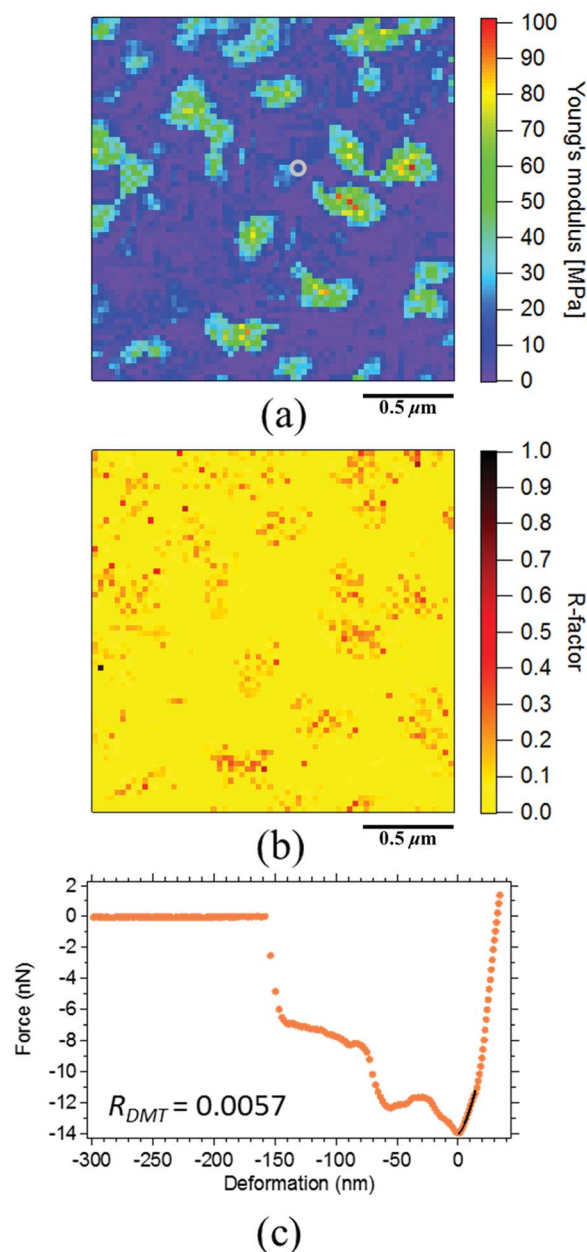 100
90
80
70
60
50
40
30
20
10
0
Young's modulus [MPa]
0.5 μm
(a)
1.0
0.9
0.8
0.7
0.6
0.5
0.4
0.3
0.2
0.1
0.0
R-factor
0.5 μm
(b)
2
0
-2
-4
-6
-8
-10
-12
-14
Force (nN)
R_DMT = 0.0057
-300 -250 -200 -150 -100 -50 0
Deformation (nm)
(c)